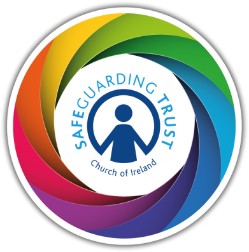 SAFEGUARDING TRUST
Church of Ireland